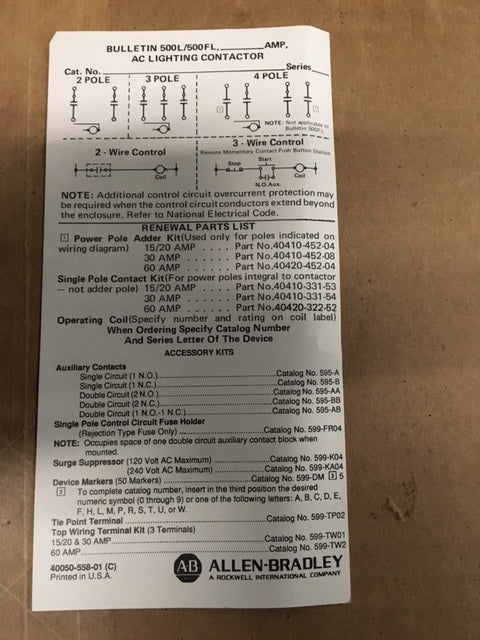 BULLETIN 500L/500FL,________AMP,
AC LIGHTING CONTACTOR
Cat. No.____________________Series____
2 POLE 3 POLE 4 POLE
1 1
NOTE: Not applicable to
Bulletin 500FL
2 - Wire Control
Coil
3 - Wire Control
Remote Momentary Contact Push Button Station
Start
Stop
Coil
N.O. Aux.
NOTE: Additional control circuit overcurrent protection may
be required when the control circuit conductors extend beyond
the enclosure. Refer to National Electrical Code.
RENEWAL PARTS LIST
1 Power Pole Adder Kit(Used only for poles indicated on
wiring diagram) 15/20 AMP .... Part No.40410-452-04
30 AMP ...... Part No.40410-452-08
60 AMP ...... Part No.40420-452-04
Single Pole Contact Kit(For power poles integral to contactor
— not adder pole) 15/20 AMP .... Part No.40410-331-53
30 AMP ...... Part No.40410-331-54
60 AMP ...... Part No.40420-322-52
Operating Coil(Specify number and rating on coil label)
When Ordering Specify Catalog Number
And Series Letter Of The Device
ACCESSORY KITS
Auxiliary Contacts
Single Circuit (1 N.O.)..........Catalog No. 595-A
Single Circuit (1 N.C.)..........Catalog No. 595-B
Double Circuit (2 N.O.)..........Catalog No. 595-AA
Double Circuit (2 N.C.)..........Catalog No. 595-BB
Double Circuit (1 N.O.-1 N.C.)..........Catalog No. 595-AB
Single Pole Control Circuit Fuse Holder
(Rejection Type Fuse Only)..........Catalog No. 599-FR04
NOTE: Occupies space of one double circuit auxiliary contact block when
mounted.
Surge Suppressor (120 Volt AC Maximum)..........Catalog No. 599-K04
(240 Volt AC Maximum)..........Catalog No. 599-KA04
Device Markers (50 Markers)..........Catalog No. 599-DM 2 5
2 To complete catalog number, insert in the third position the desired
numeric symbol (0 through 9) or one of the following letters: A, B, C, D, E,
F, H, L, M, P, R, S, T, U, or W.
Tie Point Terminal..........Catalog No. 599-TP02
Top Wiring Terminal Kit (3 Terminals)
15/20 & 30 AMP..........Catalog No. 599-TW01
60 AMP..........Catalog No. 599-TW2
40050-558-01 (C)
Printed in U.S.A.
AB ALLEN-BRADLEY
A ROCKWELL INTERNATIONAL COMPANY